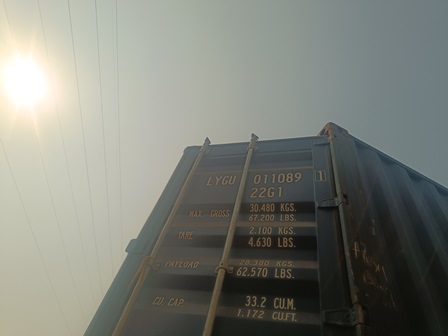 LYGU 011089 1
22G1
MAX. GROSS 30.480 KGS.
67.200 LBS.
TARE 2.100 KGS.
4.630 LBS.
PAYLOAD 28.380 KGS.
62.570 LBS.
CU. CAP. 33.2 CU.M.
1.172 CU.FT.